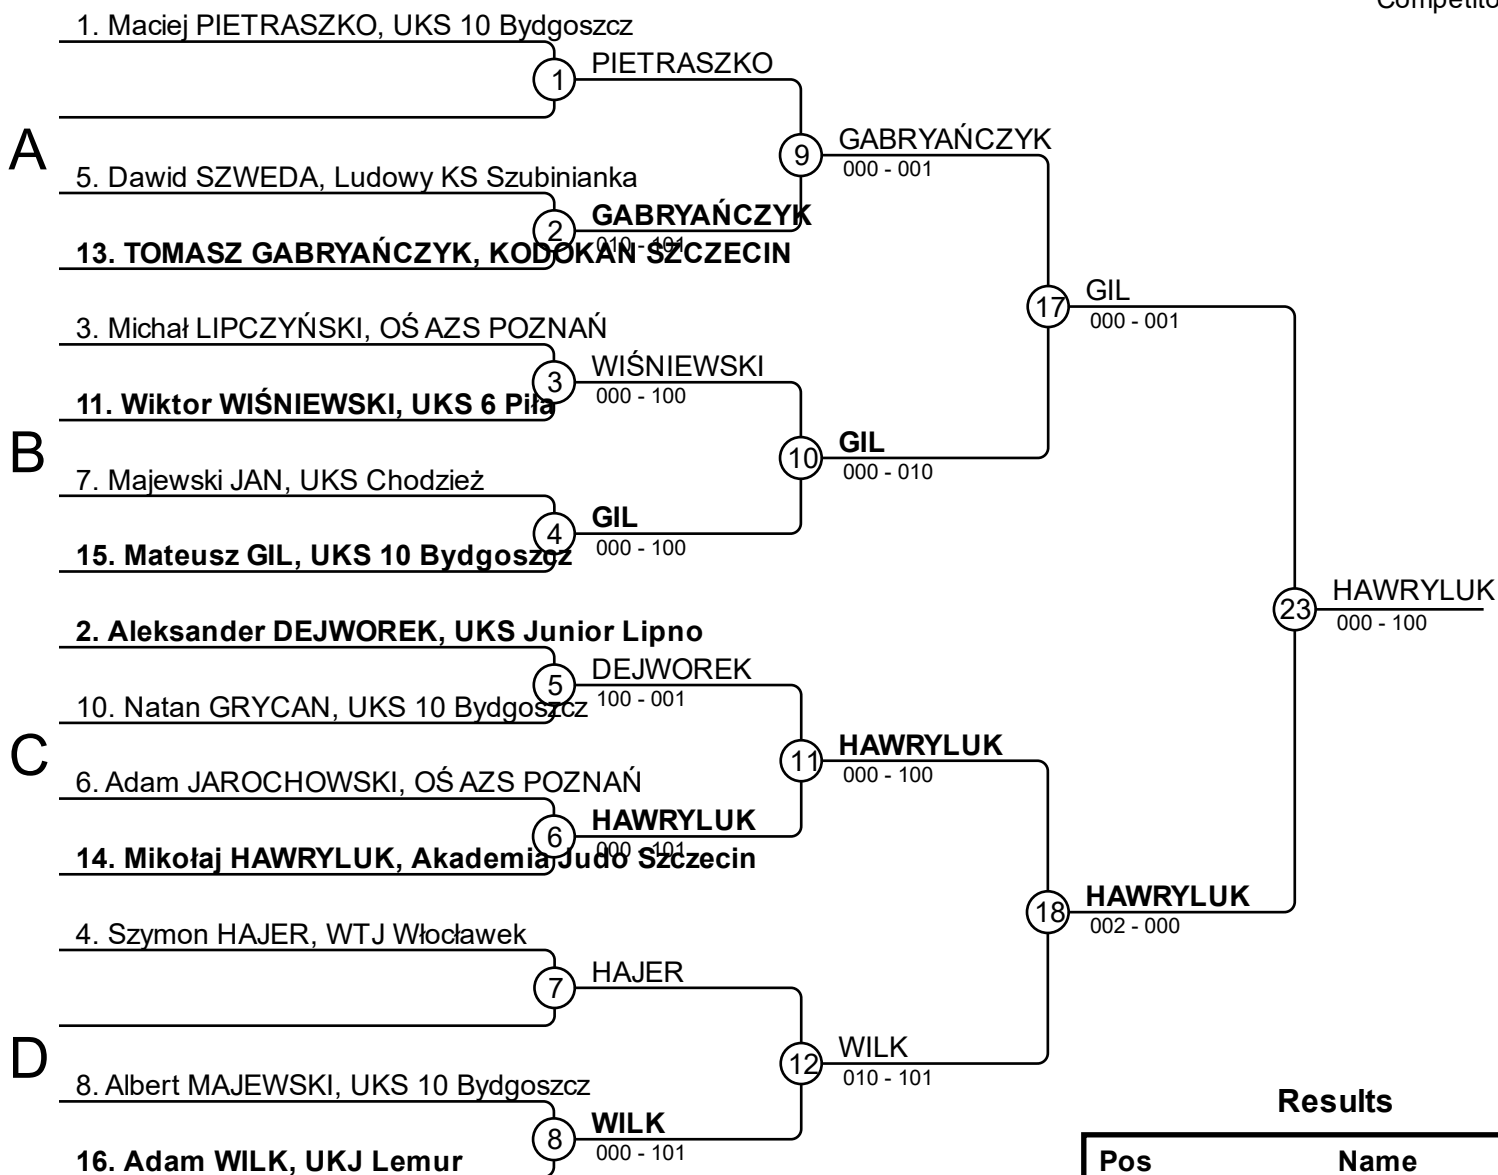 Competito
1. Maciej PIETRASZKO, UKS 10 Bydgoszcz
1
PIETRASZKO
A
9
GABRYAŃCZYK
000 - 001
5. Dawid SZWEDA, Ludowy KS Szubinianka
2
GABRYAŃCZYK
010 - 101
13. TOMASZ GABRYAŃCZYK, KODOKAN SZCZECIN
17
GIL
000 - 001
3. Michał LIPCZYŃSKI, OŚ AZS POZNAŃ
3
WIŚNIEWSKI
000 - 100
11. Wiktor WIŚNIEWSKI, UKS 6 Piła
B
10
GIL
000 - 010
7. Majewski JAN, UKS Chodzież
4
GIL
000 - 100
15. Mateusz GIL, UKS 10 Bydgoszcz
23
HAWRYLUK
000 - 100
2. Aleksander DEJWOREK, UKS Junior Lipno
5
DEJWOREK
100 - 001
10. Natan GRYCAN, UKS 10 Bydgoszcz
C
11
HAWRYLUK
000 - 100
6. Adam JAROCHOWSKI, OŚ AZS POZNAŃ
6
HAWRYLUK
000 - 101
14. Mikołaj HAWRYLUK, Akademia Judo Szczecin
18
HAWRYLUK
002 - 000
4. Szymon HAJER, WTJ Włocławek
7
HAJER
D
12
WILK
010 - 101
8. Albert MAJEWSKI, UKS 10 Bydgoszcz
8
WILK
000 - 101
16. Adam WILK, UKJ Lemur
Results
Pos Name